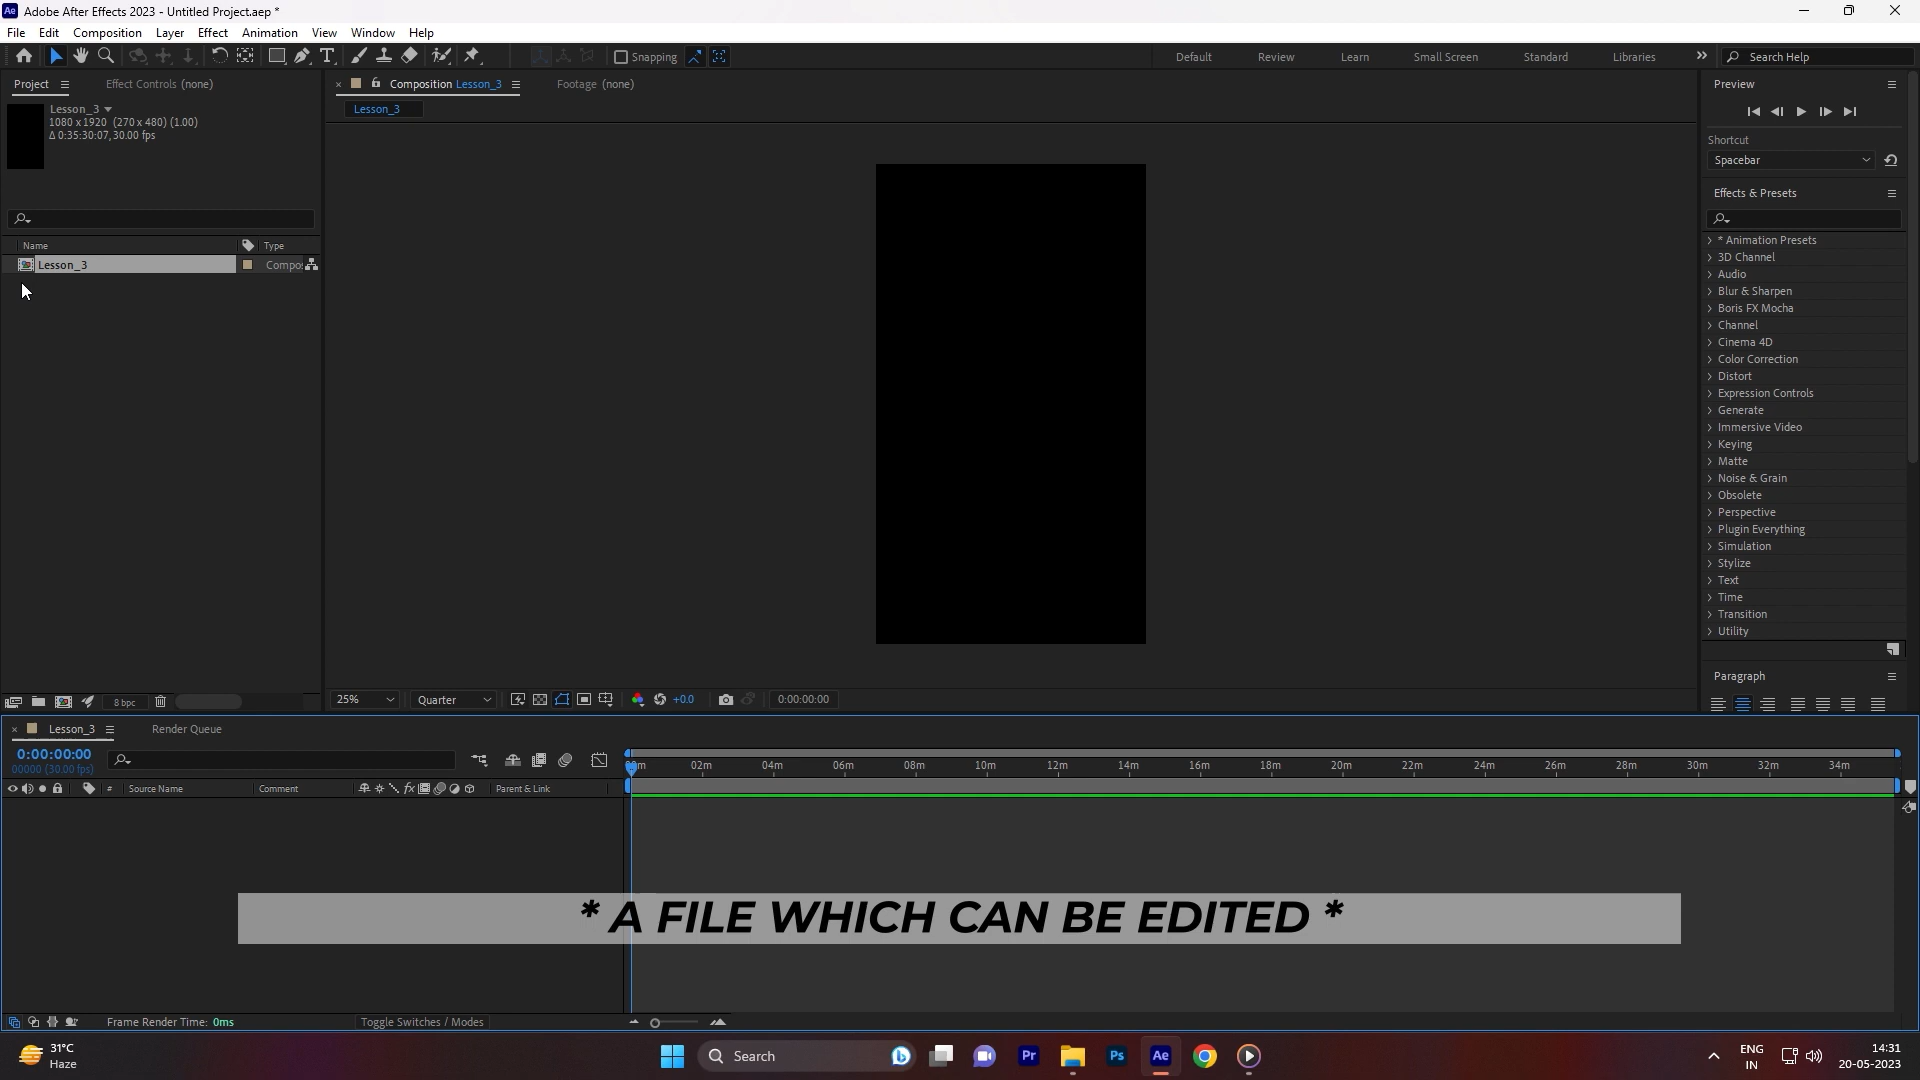 Adobe After Effects 2023 - Untitled Project.aep *
File Edit Composition Layer Effect Animation View Window Help
Snapping
Default Review Learn Small Screen Standard Libraries
Search Help
Project
Effect Controls (none)
Lesson_3
1080 x 1920 (270 x 480) (1.00)
Δ 0:35:30:07, 30.00 fps
Name Type
Lesson_3 Compo:
8 bpc
Composition Lesson_3
Footage (none)
Lesson_3
25% Quarter +0.0 0:00:00:00
Preview
Shortcut
Spacebar
Effects & Presets
* Animation Presets
3D Channel
Audio
Blur & Sharpen
Boris FX Mocha
Channel
Cinema 4D
Color Correction
Distort
Expression Controls
Generate
Immersive Video
Keying
Matte
Noise & Grain
Obsolete
Perspective
Plugin Everything
Simulation
Stylize
Text
Time
Transition
Utility
Paragraph
Lesson_3
Render Queue
0:00:00:00
00000 (30.00 fps)
02m 04m 06m 08m 10m 12m 14m 16m 18m 20m 22m 24m 26m 28m 30m 32m 34m
# Source Name Comment fx Parent & Link
* A FILE WHICH CAN BE EDITED *
Frame Render Time: 0ms
Toggle Switches / Modes
31°C
Haze
Search
Pr Ps Ae
ENG
IN
14:31
20-05-2023